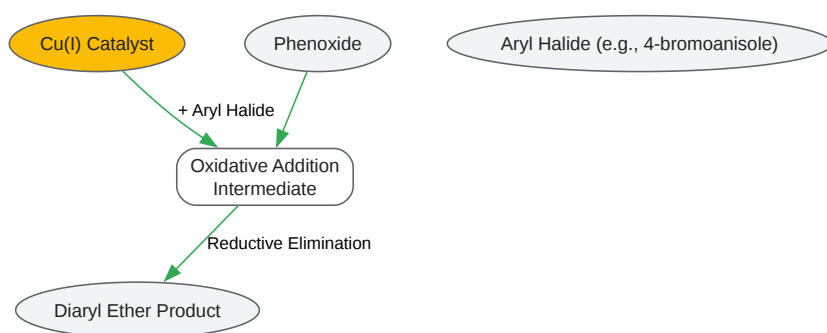 Cu(I) Catalyst
Phenoxide
Aryl Halide (e.g., 4-bromoanisole)
+ Aryl Halide
Oxidative Addition
Intermediate
Reductive Elimination
Diaryl Ether Product